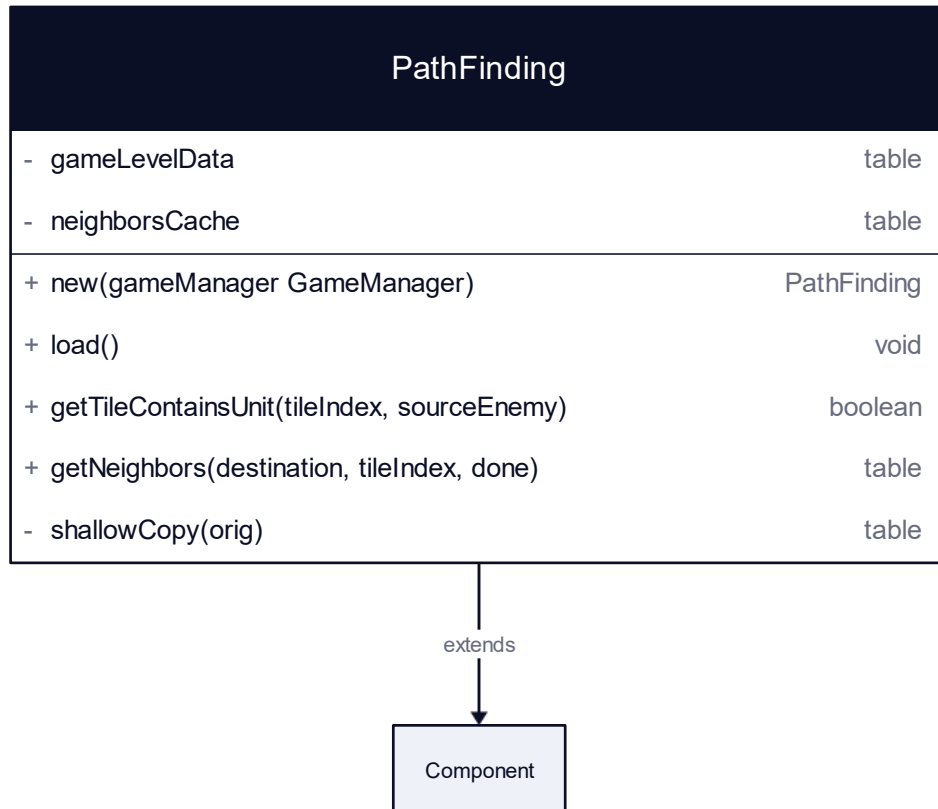 PathFinding
- gameLevelData table
- neighborsCache table
+ new(gameManager GameManager) PathFinding
+ load() void
+ getTileContainsUnit(tileIndex, sourceEnemy) boolean
+ getNeighbors(destination, tileIndex, done) table
- shallowCopy(orig) table
extends
Component